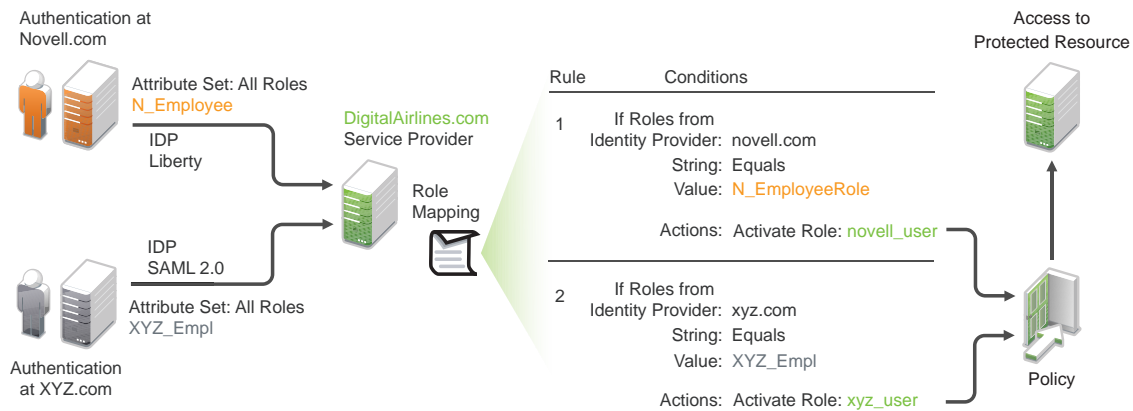 Authentication at
Novell.com
Attribute Set: All Roles
N_Employee
IDP
Liberty
DigitalAirlines.com
Service Provider
Role
Mapping
IDP
SAML 2.0
Attribute Set: All Roles
XYZ_Empl
Authentication
at XYZ.com
Rule Conditions
1 If Roles from
Identity Provider: novell.com
String: Equals
Value: N_EmployeeRole
Actions: Activate Role: novell_user
2 If Roles from
Identity Provider: xyz.com
String: Equals
Value: XYZ_Empl
Actions: Activate Role: xyz_user
Access to
Protected Resource
Policy